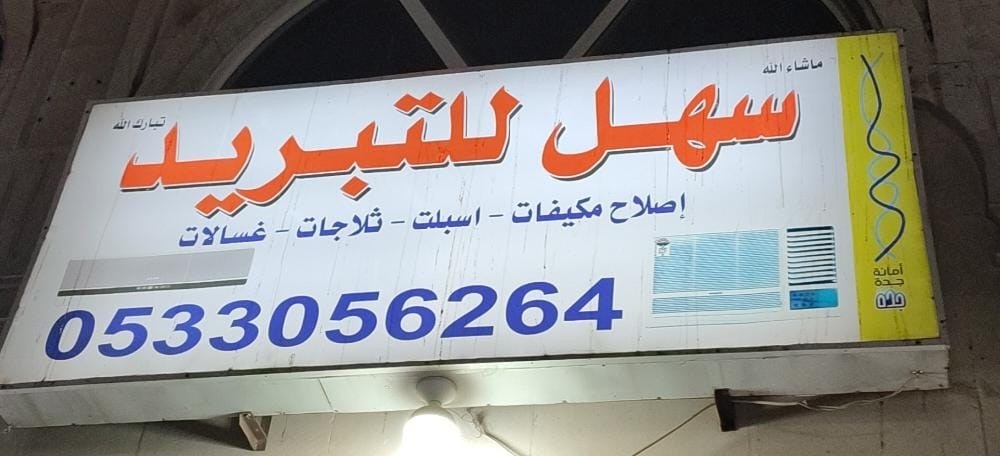 ماشاء الله
تبارك الله
سهل للتبريد
إصلاح مكيفات - اسبلت - ثلاجات - غسالات
0533056264
أمانة
جدة
جدة